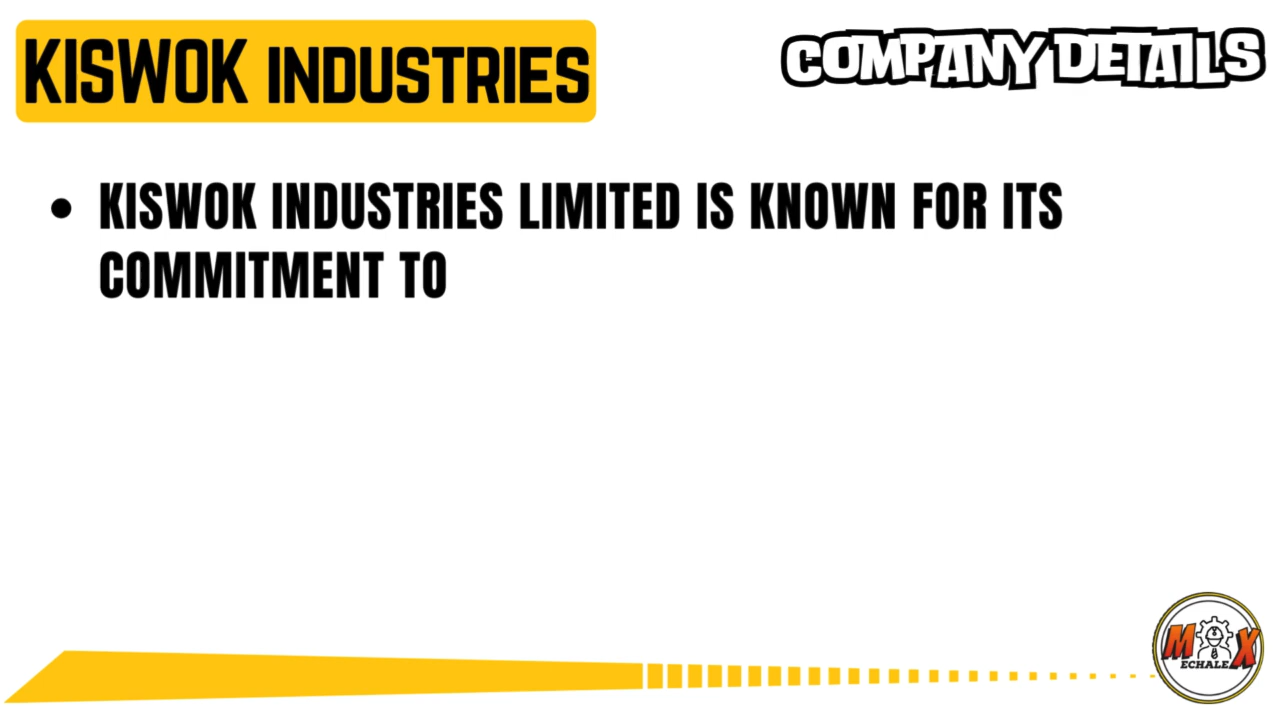 KISWOK INDUSTRIES
COMPANY DETAILS
• KISWOK INDUSTRIES LIMITED IS KNOWN FOR ITS
COMMITMENT TO
M X
ECHALE